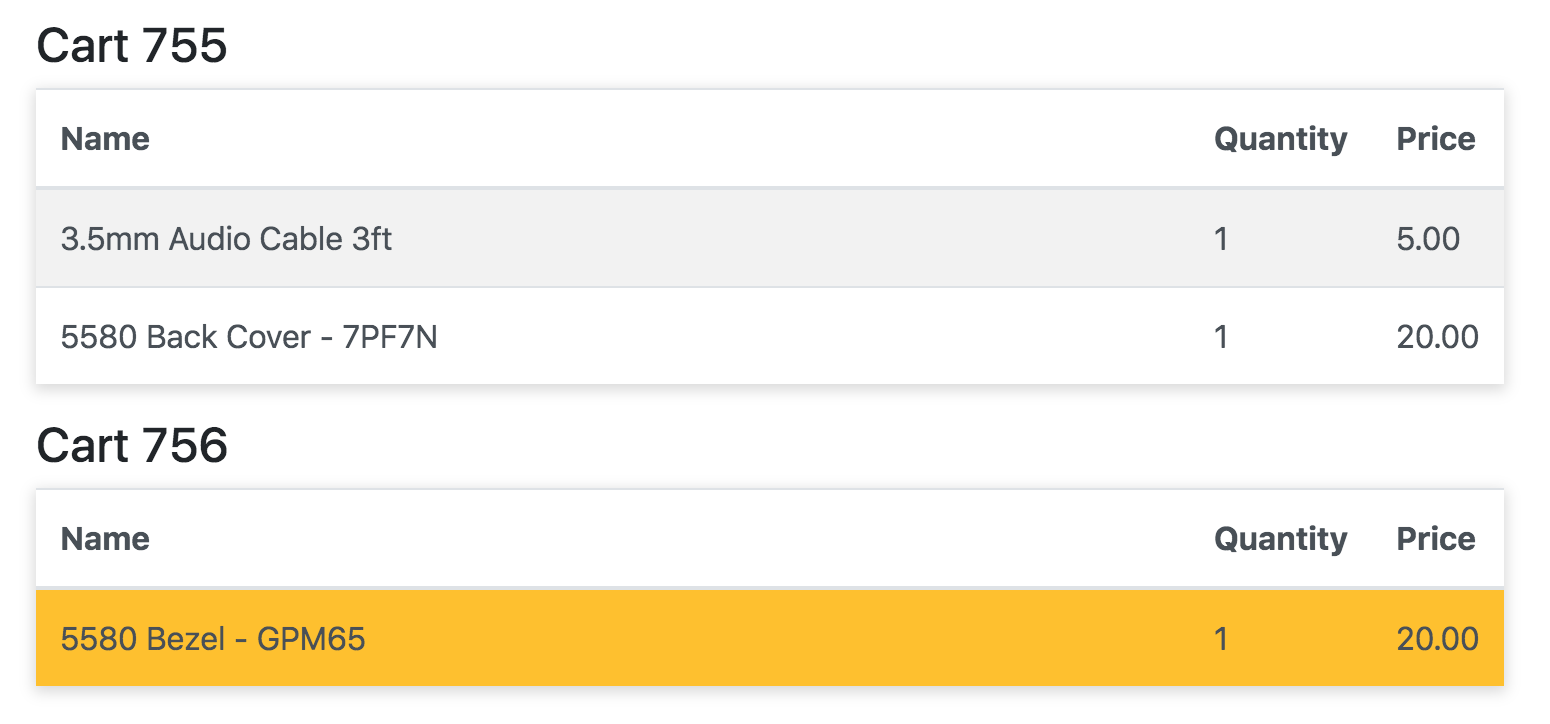 Cart 755
Name Quantity Price
3.5mm Audio Cable 3ft 1 5.00
5580 Back Cover - 7PF7N 1 20.00
Cart 756
Name Quantity Price
5580 Bezel - GPM65 1 20.00